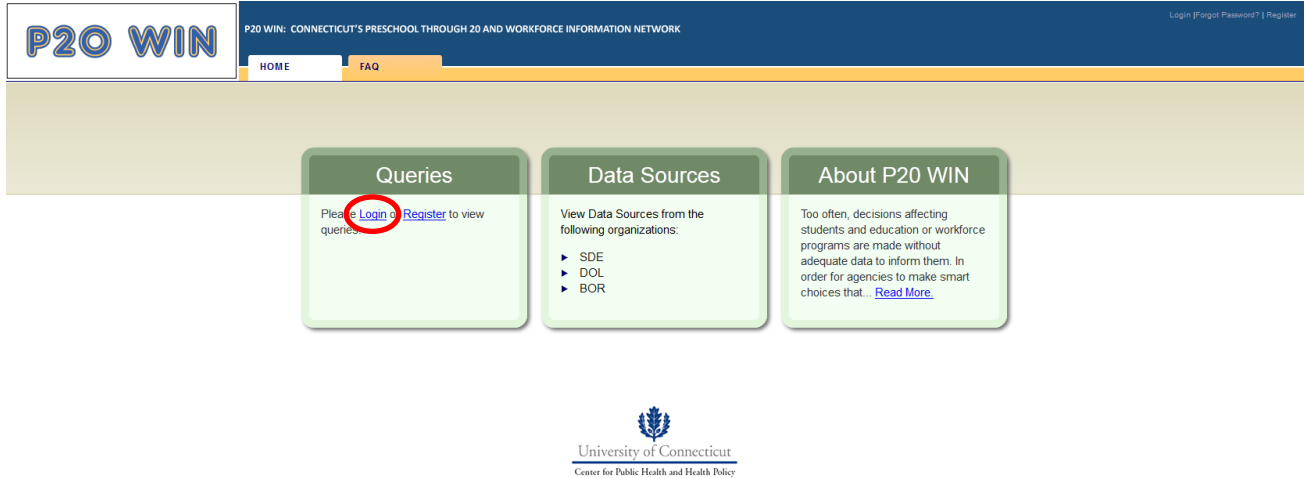 Login |Forgot Password? | Register
P20 WIN
P20 WIN: CONNECTICUT'S PRESCHOOL THROUGH 20 AND WORKFORCE INFORMATION NETWORK
HOME
FAQ
Queries
Please Login or Register to view
queries.
Data Sources
View Data Sources from the
following organizations:
► SDE
► DOL
► BOR
About P20 WIN
Too often, decisions affecting
students and education or workforce
programs are made without
adequate data to inform them. In
order for agencies to make smart
choices that... Read More.
University of Connecticut
Center for Public Health and Health Policy